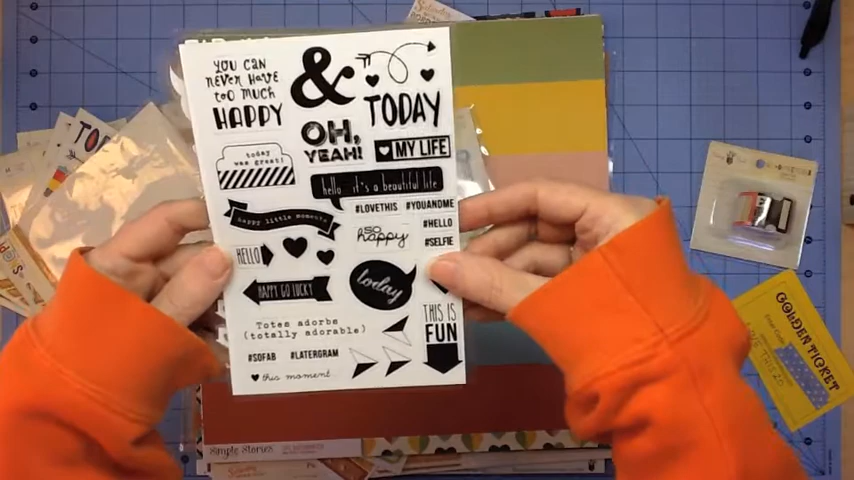 YOU CAN
NEVER HAVE
TOO MUCH
HAPPY
&
TODAY
OH,
YEAH!
MY LIFE
today
was great!
hello it's a beautiful life
happy little moments
#LOVETHIS
#YOUANDME
#HELLO
#SELFIE
SO
happy
HELLO
HAPPY GO LUCKY
today
THIS IS
FUN
Totes adorbs
(totally adorable)
#SOFAB
#LATERGRAM
this moment
Simple Stories
GOLDEN TICKET
TO